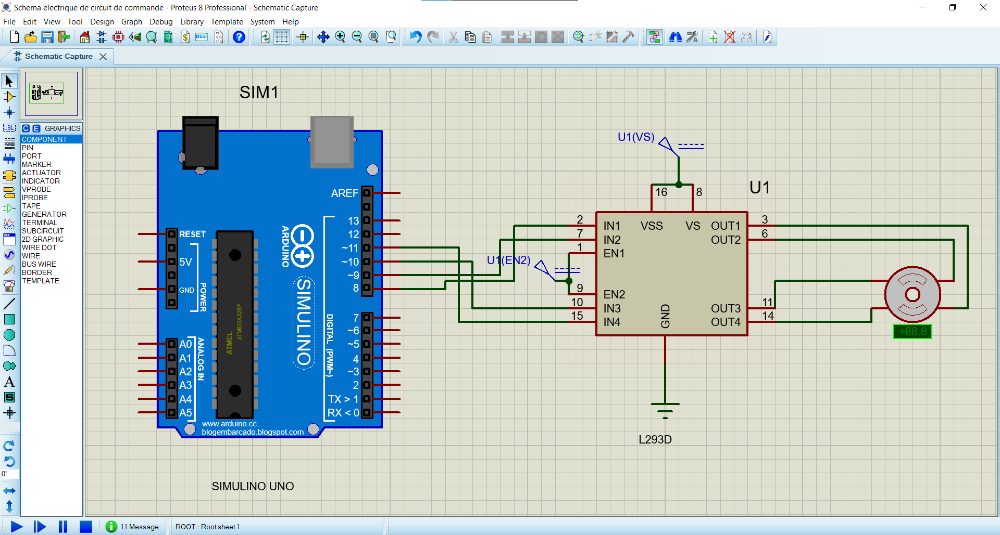 Schema electrique de circuit de commande - Proteus 8 Professional - Schematic Capture
File Edit View Tool Design Graph Debug Library Template System Help
Schematic Capture
GRAPHICS
COMPONENT
PIN
PORT
MARKER
ACTUATOR
INDICATOR
VPROBE
IPROBE
TAPE
GENERATOR
TERMINAL
SUBCIRCUIT
2D GRAPHIC
WIRE DOT
WIRE
BUS WIRE
BORDER
TEMPLATE
LBL
A
S
0°
C E
$
0101
?
SIM1
AREF
13
12
~11
~10
~9
8
7
~6
~5
4
~3
2
TX > 1
RX < 0
DIGITAL (PWM~)
RESET
5V
GND
POWER
A0
A1
A2
A3
A4
A5
ANALOG IN
ATMEL
ATMEGA328P
ARDUINO
SIMULINO
www.arduino.cc
blogembarcado.blogspot.com
SIMULINO UNO
U1(VS)
U1(EN2)
U1
16 8
2 IN1 VSS VS OUT1 3
7 IN2 OUT2 6
1 EN1
9 EN2
10 IN3 OUT3 11
15 IN4 OUT4 14
GND
L293D
+88.8
11 Message...
ROOT - Root sheet 1